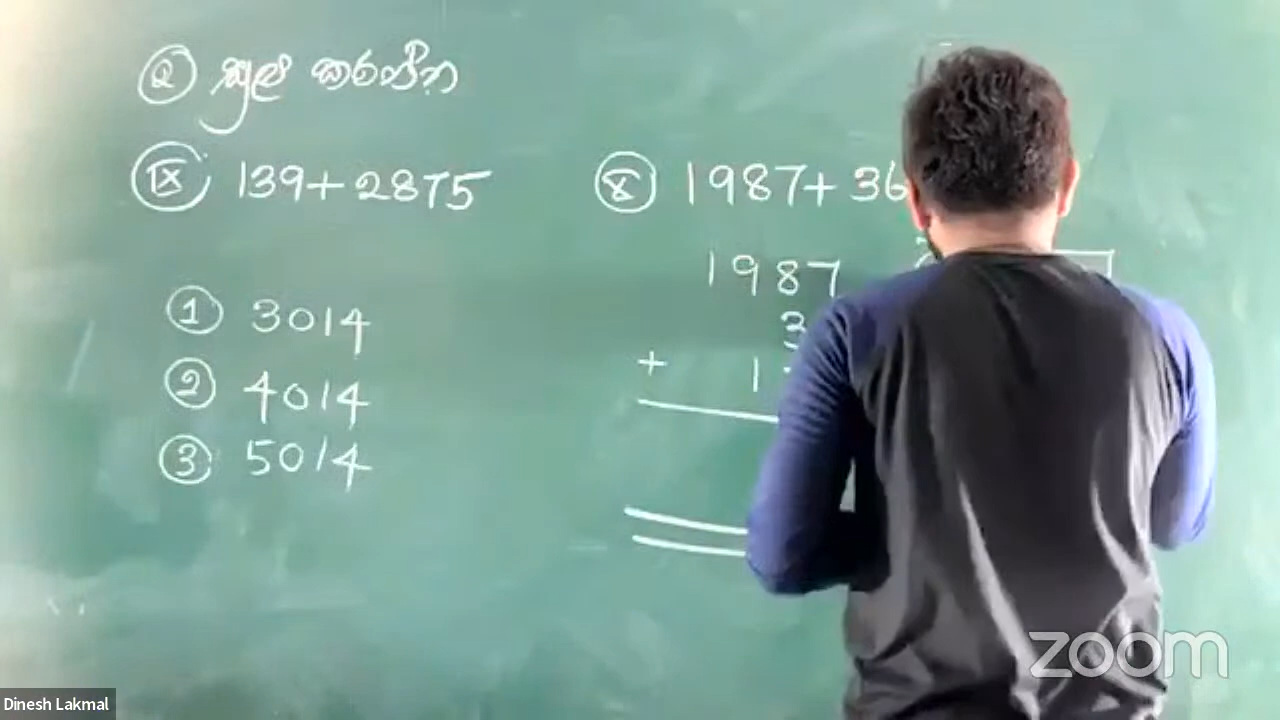 ② සුළු කරන්න
Ⅸ 139+2875
Ⅹ 1987+36
1987
3
+ 1
① 3014
② 4014
③ 5014
zoom
Dinesh Lakmal